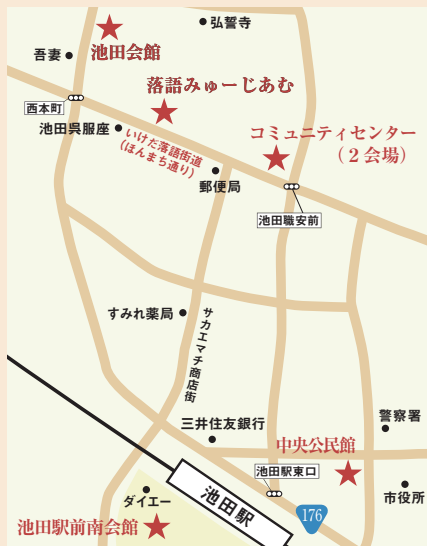 弘誓寺
吾妻
池田会館
落語みゅーじあむ
西本町
池田呉服座
いけだ落語街道
(ほんまち通り)
コミュニティセンター
(２会場)
郵便局
池田職安前
すみれ薬局
サカエマチ商店街
三井住友銀行
警察署
中央公民館
池田駅東口
市役所
ダイエー
池田駅
176
池田駅前南会館